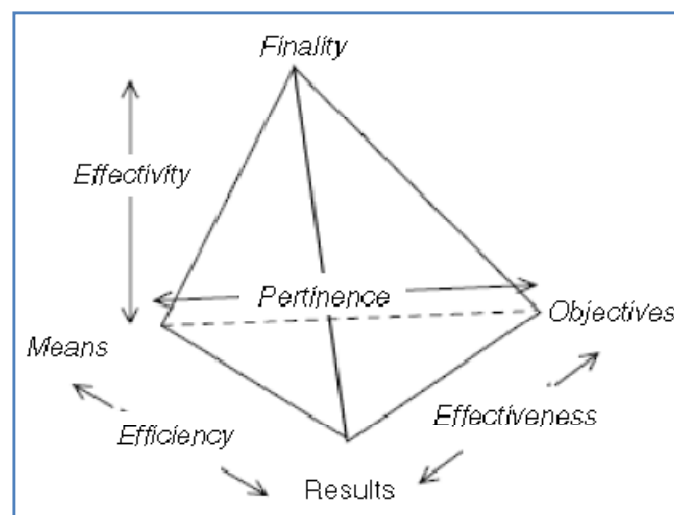 Finality
Effectivity
Pertinence
Objectives
Means
Effectiveness
Efficiency
Results